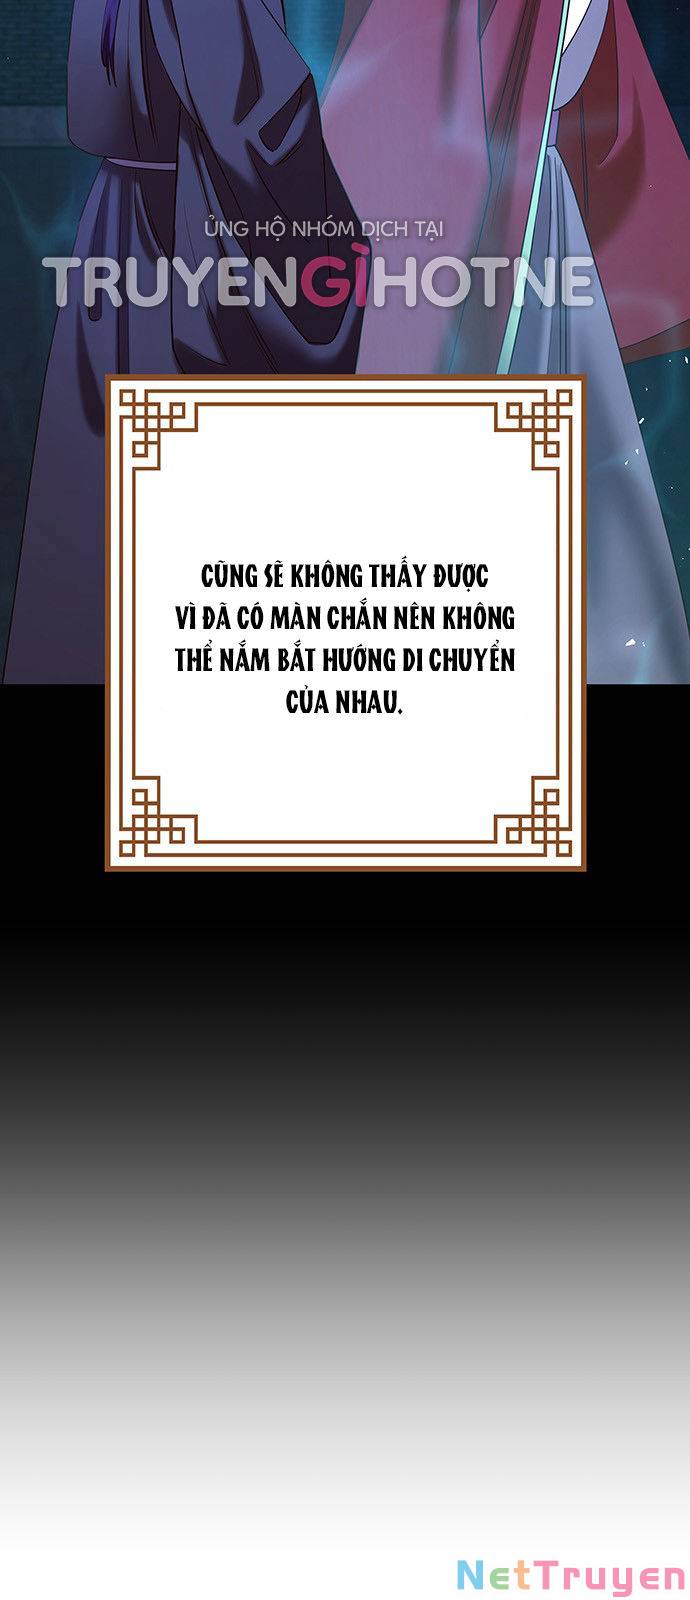 ỦNG HỘ NHÓM DỊCH TẠI
TRUYENGIHOTNE
CŨNG SẼ KHÔNG THẤY ĐƯỢC
VÌ ĐÃ CÓ MÀN CHẮN NÊN KHÔNG
THỂ NẮM BẮT HƯỚNG DI CHUYỂN
CỦA NHAU.
NetTruyen